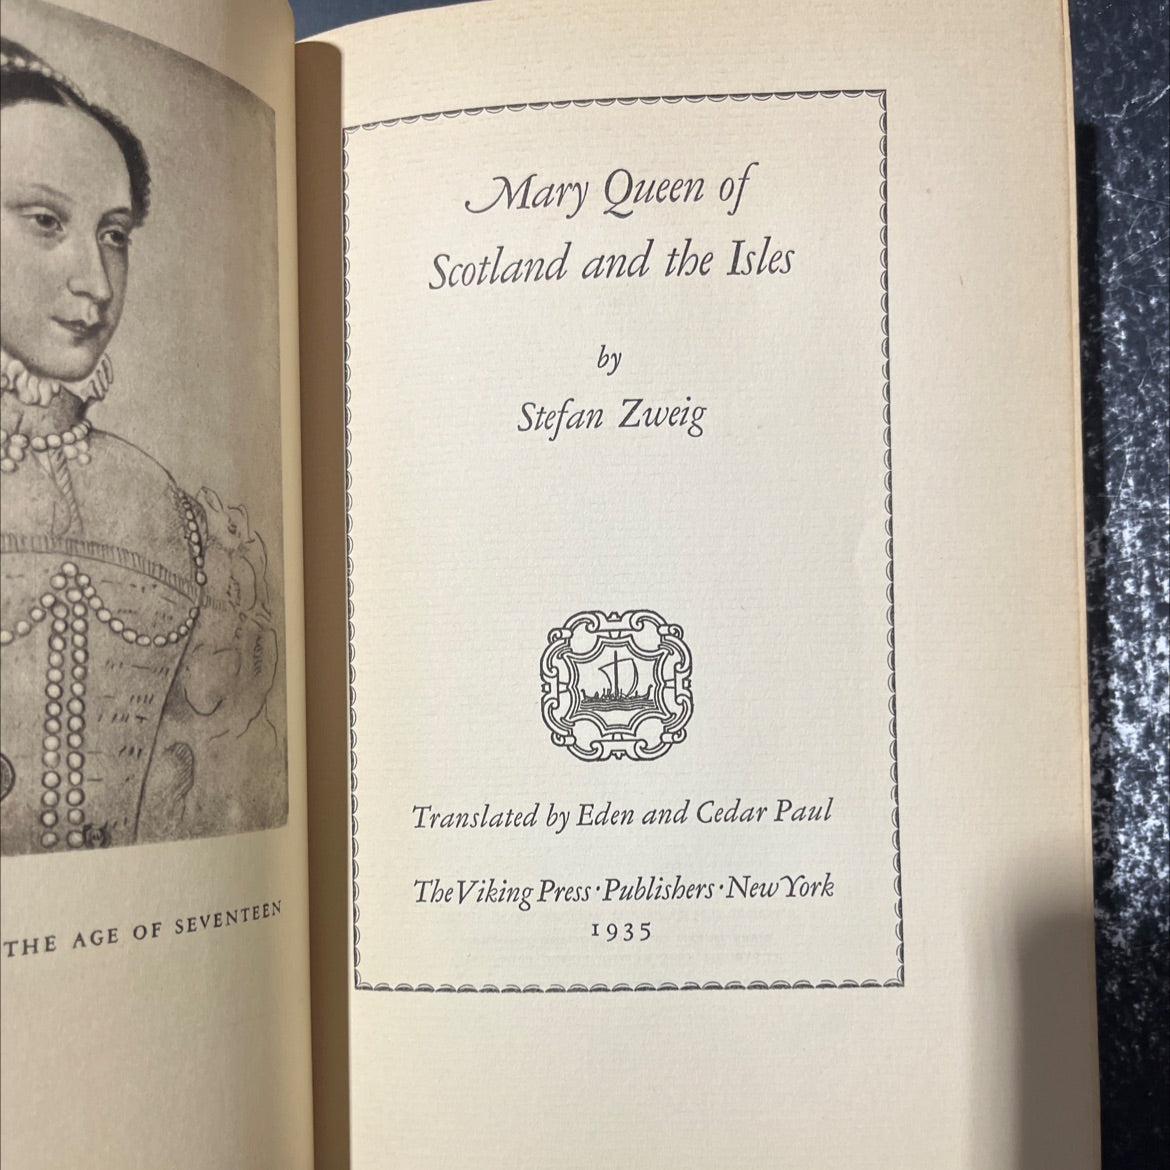 THE AGE OF SEVENTEEN
Mary Queen of
Scotland and the Isles
by
Stefan Zweig
Translated by Eden and Cedar Paul
The Viking Press·Publishers·New York
1935